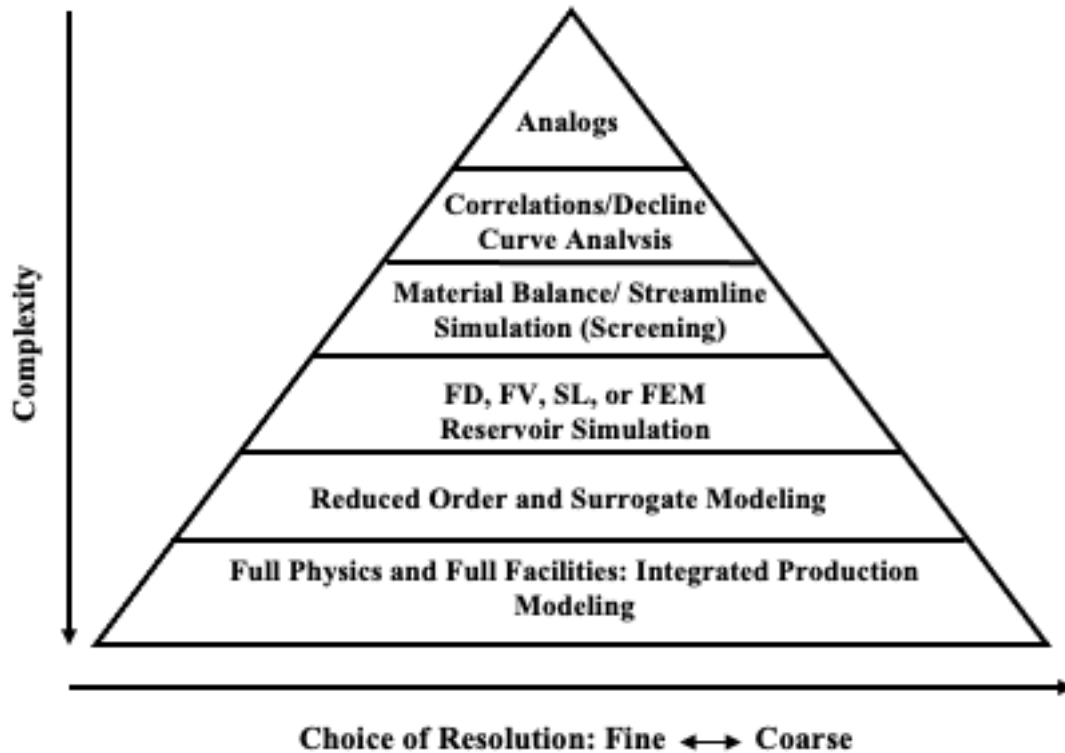 Analogs
Correlations/Decline
Curve Analvsis
Material Balance/ Streamline
Simulation (Screening)
FD, FV, SL, or FEM
Reservoir Simulation
Reduced Order and Surrogate Modeling
Full Physics and Full Facilities: Integrated Production
Modeling
Complexity
Choice of Resolution: Fine ↔ Coarse